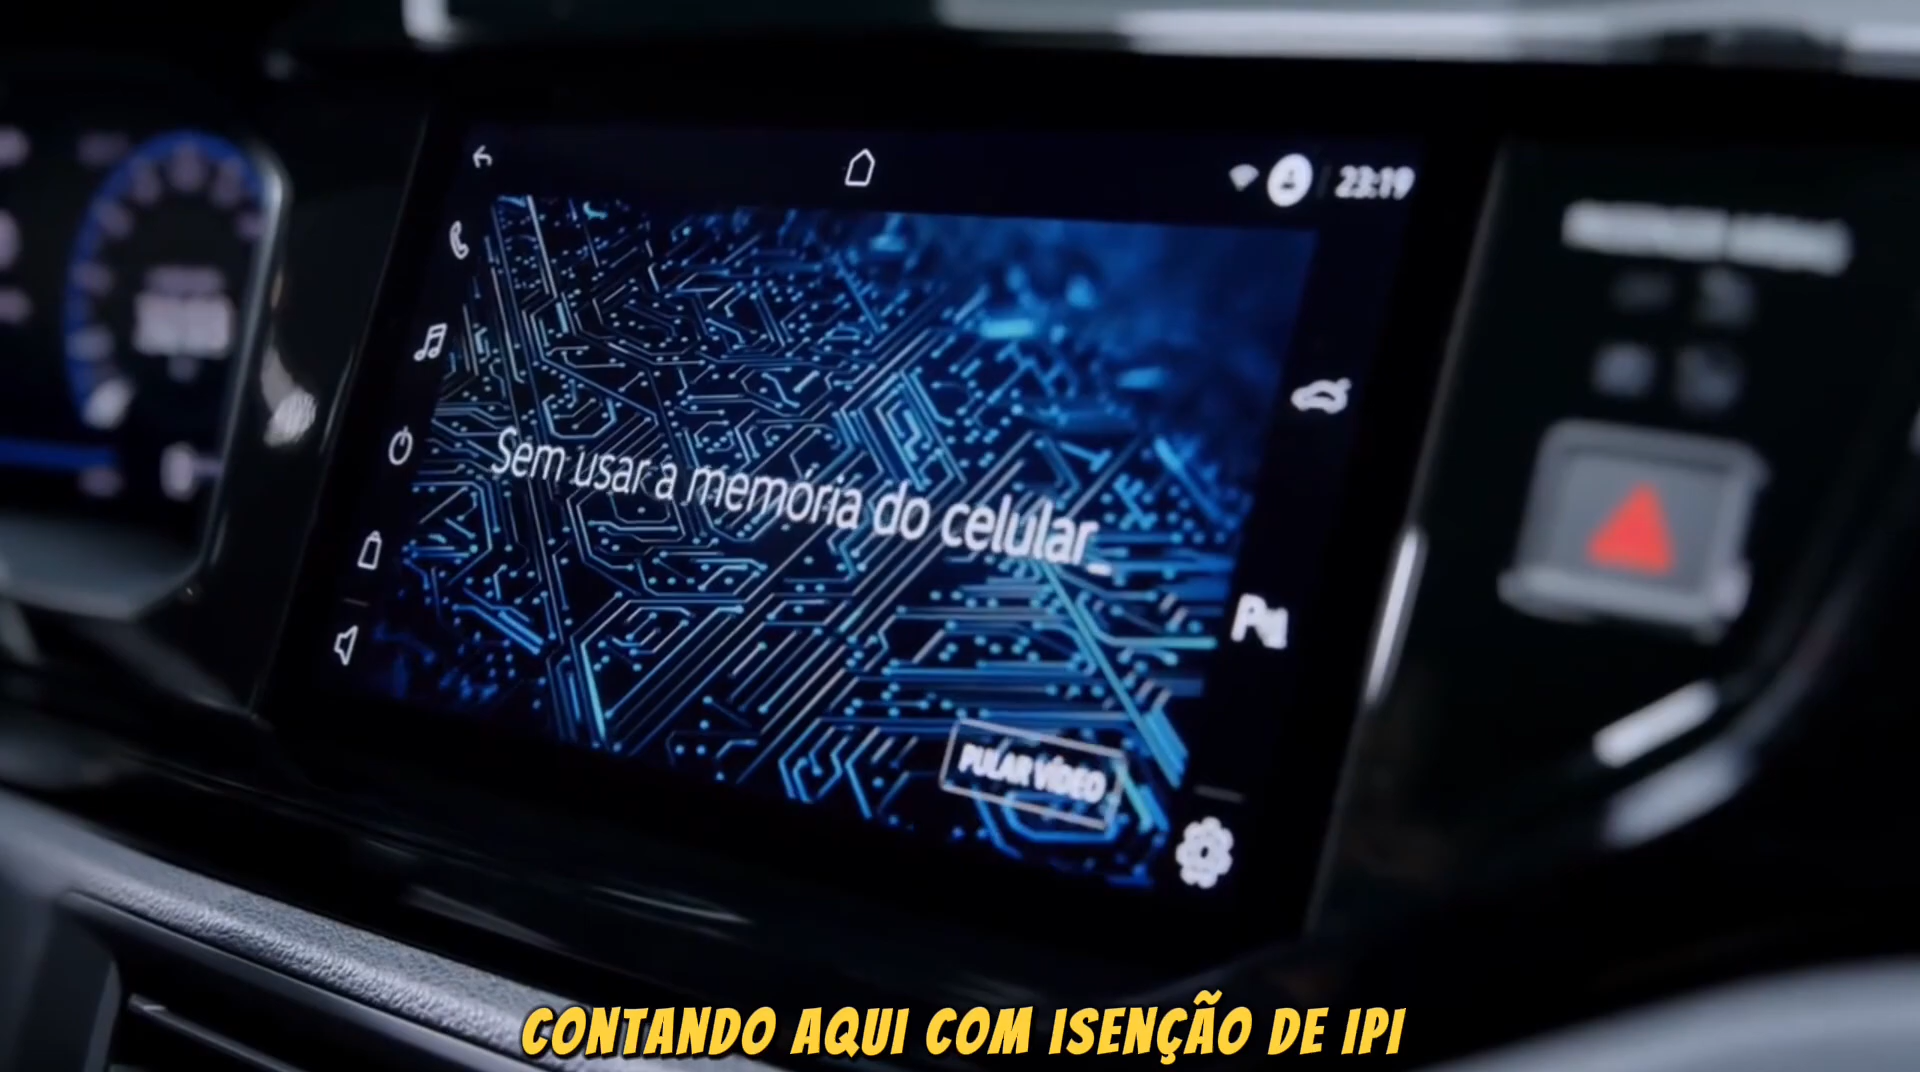 23:19
Sem usar a memória do celular_
PULAR VÍDEO
CONTANDO AQUI COM ISENÇÃO DE IPI